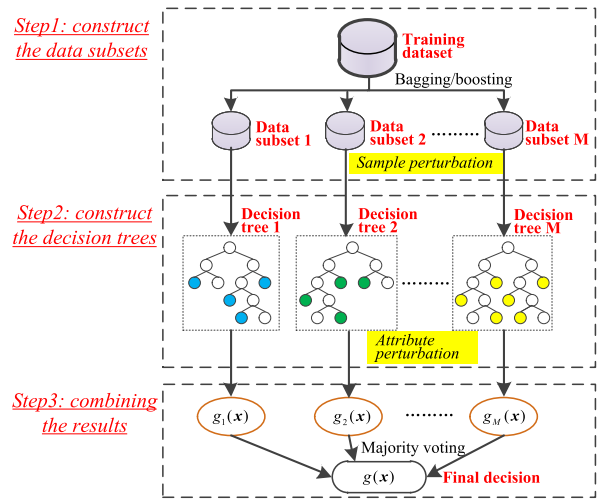 Step1: construct
the data subsets
Training
dataset
Bagging/boosting
Data
subset 1
Data
subset 2
Data
subset M
Sample perturbation
Step2: construct
the decision trees
Decision
tree 1
Decision
tree 2
Decision
tree M
Attribute
perturbation
Step3: combining
the results
g₁(x)
g₂(x)
g_M(x)
Majority voting
g(x)
Final decision